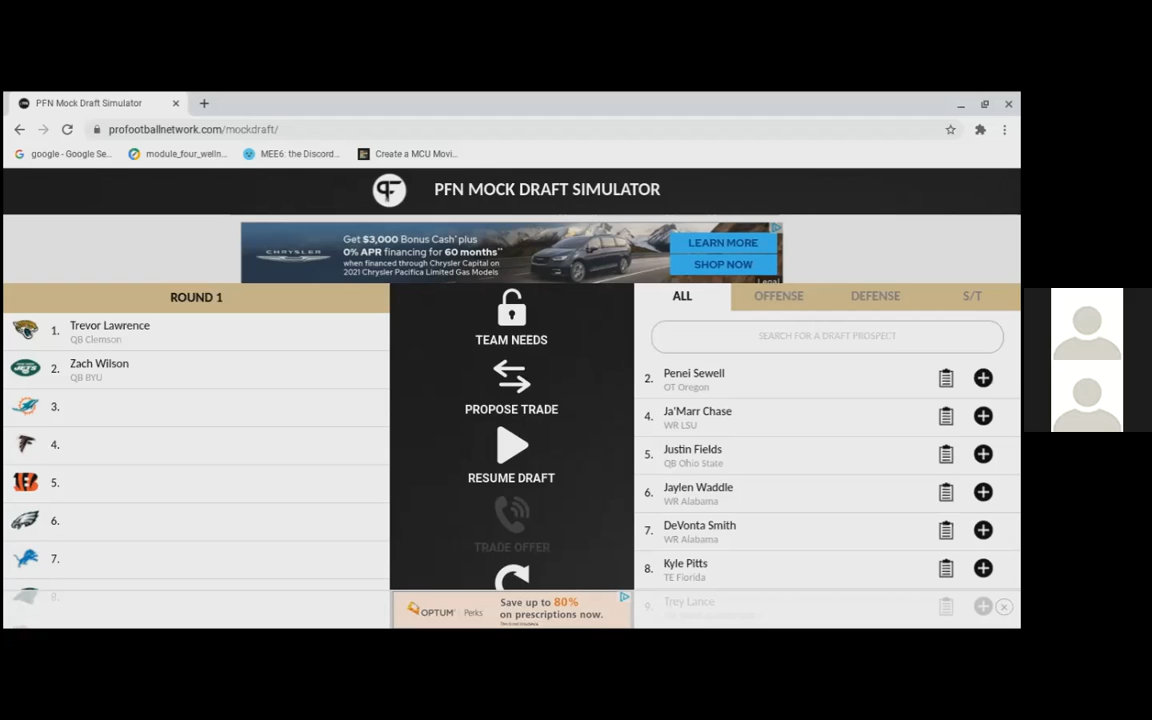 PFN Mock Draft Simulator
profootballnetwork.com/mockdraft/
google - Google Se...
module_four_welln...
MEE6: the Discord...
Create a MCU Movi...
PFN MOCK DRAFT SIMULATOR
CHRYSLER
Get $3,000 Bonus Cash* plus
0% APR financing for 60 months**
when financed through Chrysler Capital on
2021 Chrysler Pacifica Limited Gas Models
LEARN MORE
SHOP NOW
Legal
ROUND 1
1. Trevor Lawrence
QB Clemson
2. Zach Wilson
QB BYU
3.
4.
5.
6.
7.
8.
TEAM NEEDS
PROPOSE TRADE
RESUME DRAFT
TRADE OFFER
OPTUM Perks
Save up to 80%
on prescriptions now.
ALL OFFENSE DEFENSE S/T
SEARCH FOR A DRAFT PROSPECT
2. Penei Sewell
OT Oregon
4. Ja'Marr Chase
WR LSU
5. Justin Fields
QB Ohio State
6. Jaylen Waddle
WR Alabama
7. DeVonta Smith
WR Alabama
8. Kyle Pitts
TE Florida
9. Trey Lance